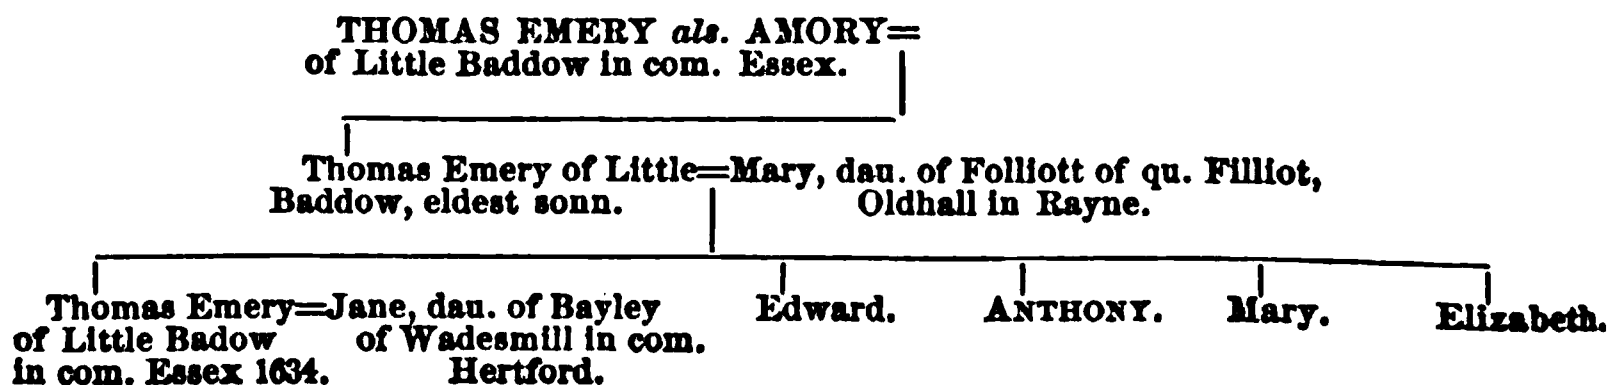 THOMAS EMERY als. AMORY=
of Little Baddow in com. Essex.
Thomas Emery of Little=Mary, dau. of Folliott of qu. Filliot,
Baddow, eldest sonn. Oldhall in Rayne.
Thomas Emery=Jane, dau. of Bayley Edward. ANTHONY. Mary. Elizabeth.
of Little Badow of Wadesmill in com.
in com. Essex 1634. Hertford.